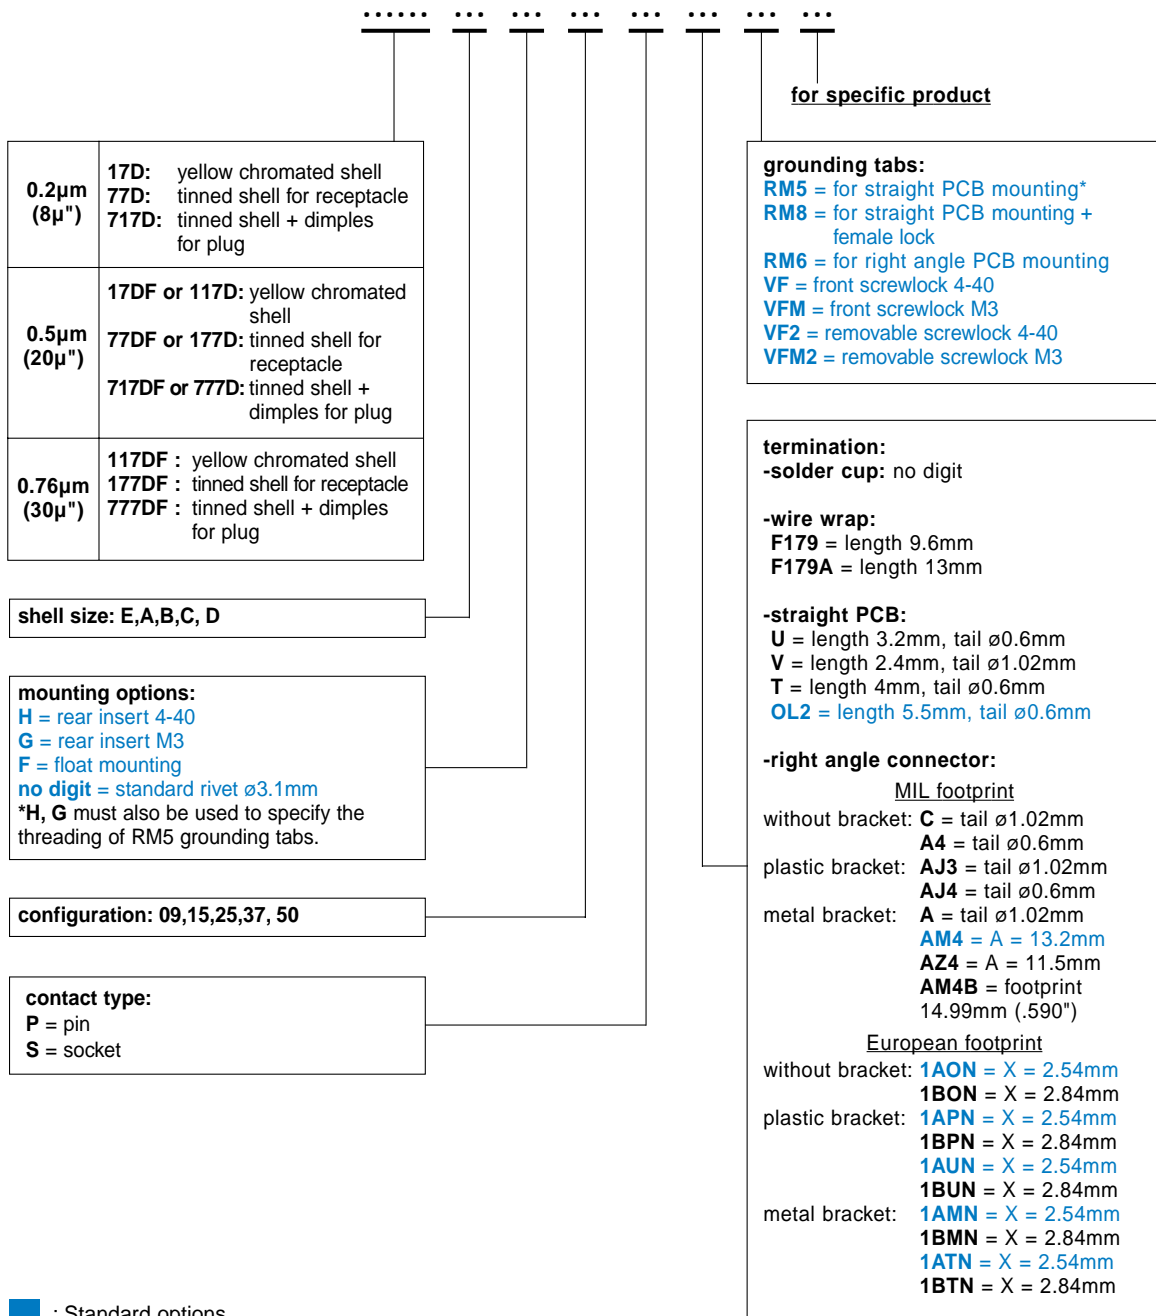 ...... ... ... ... ... ... ... ...
for specific product
0.2µm
(8µ")
17D: yellow chromated shell
77D: tinned shell for receptacle
717D: tinned shell + dimples
for plug
0.5µm
(20µ")
17DF or 117D: yellow chromated
shell
77DF or 177D: tinned shell for
receptacle
717DF or 777D: tinned shell +
dimples for plug
0.76µm
(30µ")
117DF : yellow chromated shell
177DF : tinned shell for receptacle
777DF : tinned shell + dimples
for plug
shell size: E,A,B,C, D
mounting options:
H = rear insert 4-40
G = rear insert M3
F = float mounting
no digit = standard rivet ø3.1mm
*H, G must also be used to specify the
threading of RM5 grounding tabs.
configuration: 09,15,25,37, 50
contact type:
P = pin
S = socket
grounding tabs:
RM5 = for straight PCB mounting*
RM8 = for straight PCB mounting +
female lock
RM6 = for right angle PCB mounting
VF = front screwlock 4-40
VFM = front screwlock M3
VF2 = removable screwlock 4-40
VFM2 = removable screwlock M3
termination:
-solder cup: no digit
-wire wrap:
F179 = length 9.6mm
F179A = length 13mm
-straight PCB:
U = length 3.2mm, tail ø0.6mm
V = length 2.4mm, tail ø1.02mm
T = length 4mm, tail ø0.6mm
OL2 = length 5.5mm, tail ø0.6mm
-right angle connector:
MIL footprint
without bracket: C = tail ø1.02mm
A4 = tail ø0.6mm
plastic bracket: AJ3 = tail ø1.02mm
AJ4 = tail ø0.6mm
metal bracket: A = tail ø1.02mm
AM4 = A = 13.2mm
AZ4 = A = 11.5mm
AM4B = footprint
14.99mm (.590")
European footprint
without bracket: 1AON = X = 2.54mm
1BON = X = 2.84mm
plastic bracket: 1APN = X = 2.54mm
1BPN = X = 2.84mm
1AUN = X = 2.54mm
1BUN = X = 2.84mm
metal bracket: 1AMN = X = 2.54mm
1BMN = X = 2.84mm
1ATN = X = 2.54mm
1BTN = X = 2.84mm
: Standard options